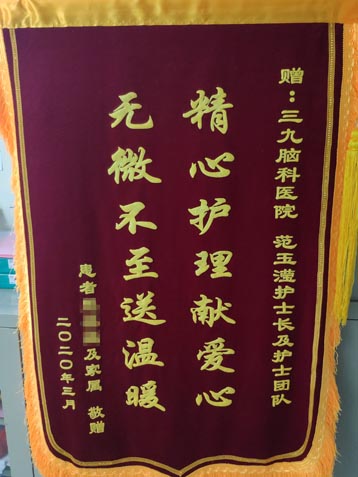 赠：三九脑科医院 范玉滢护士长及护士团队
精心护理献爱心
无微不至送温暖
患者 及家属 敬赠
二〇二〇年三月